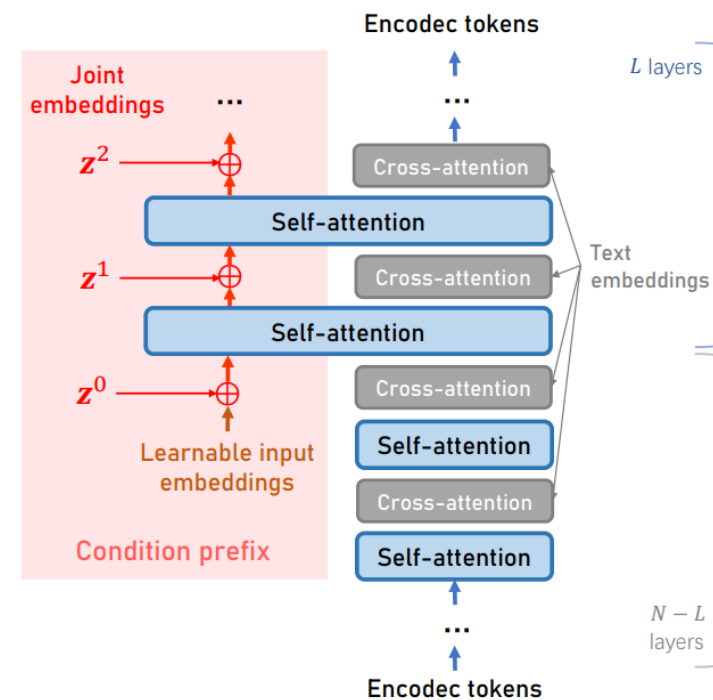 Encodec tokens
L layers
Joint
embeddings
...
...
z²
Cross-attention
Self-attention
z¹
Cross-attention
Text
embeddings
Self-attention
z⁰
Cross-attention
Learnable input
embeddings
Self-attention
Cross-attention
Condition prefix
Self-attention
...
N − L
layers
Encodec tokens